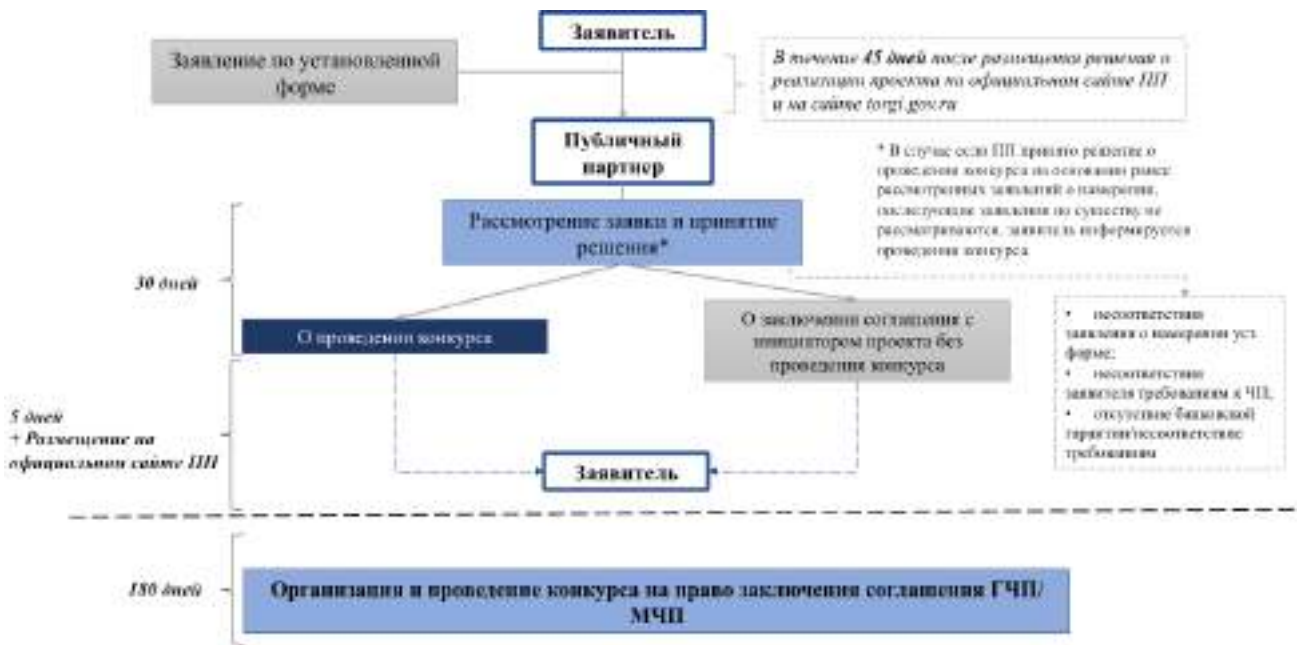 Заявитель
Заявление по установленной
форме
В течение 45 дней после размещения решения о
реализации проекта на официальном сайте ПП
и на сайте torgi.gov.ru
Публичный
партнер
* В случае если ПП принято решение о
проведении конкурса на основании ранее
рассмотренных заявлений о намерении,
последующие заявления по существу не
рассматриваются, заявитель информируется
проведении конкурса
Рассмотрение заявки и принятие
решения*
30 дней
О проведении конкурса
О заключении соглашения с
инициатором проекта без
проведения конкурса
• несоответствие
заявления о намерении уст.
форме;
• несоответствие
заявителя требованиям к ЧП;
• отсутствие банковской
гарантии/несоответствие
требованиям
5 дней
+ Размещение на
официальном сайте ПП
Заявитель
180 дней
Организация и проведение конкурса на право заключения соглашения ГЧП/
МЧП